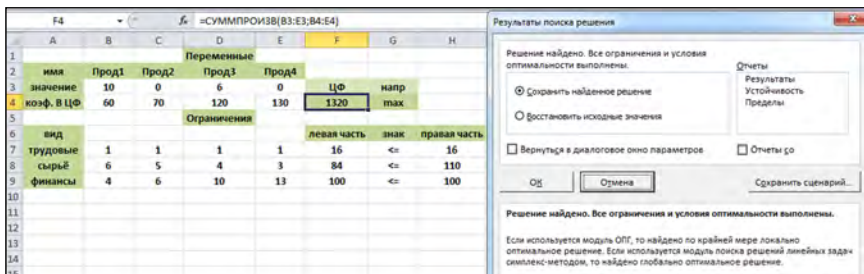 F4 fx =СУММПРОИЗВ(B3:E3;B4:E4)
A B C D E F G H
1 Переменные
2 имя Прод1 Прод2 Прод3 Прод4
3 значение 10 0 6 0 ЦФ напр
4 коэф. В ЦФ 60 70 120 130 1320 max
5 Ограничения
6 вид левая часть знак правая часть
7 трудовые 1 1 1 1 16 <= 16
8 сырьё 6 5 4 3 84 <= 110
9 финансы 4 6 10 13 100 <= 100
10
11
12
13
14
Результаты поиска решения
Решение найдено. Все ограничения и условия
оптимальности выполнены.
Отчеты
Результаты
Устойчивость
Пределы
Сохранить найденное решение
Восстановить исходные значения
Вернуться в диалоговое окно параметров
Отчеты со
ОК Отмена Сохранить сценарий...
Решение найдено. Все ограничения и условия оптимальности выполнены.
Если используется модуль ОПГ, то найдено по крайней мере локально
оптимальное решение. Если используется модуль поиска решений линейных задач
симплекс-методом, то найдено глобально оптимальное решение.